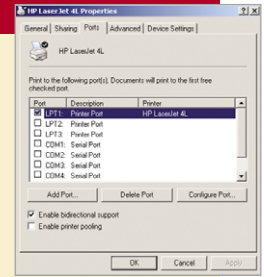 HP LaserJet 4L Properties
General Sharing Ports Advanced Device Settings
HP LaserJet 4L
Print to the following port(s). Documents will print to the first free
checked port.
Port Description Printer
LPT1: Printer Port HP LaserJet 4L
LPT2: Printer Port
LPT3: Printer Port
COM1: Serial Port
COM2: Serial Port
COM3: Serial Port
COM4: Serial Port
Add Port... Delete Port Configure Port...
Enable bidirectional support
Enable printer pooling
OK Cancel Apply